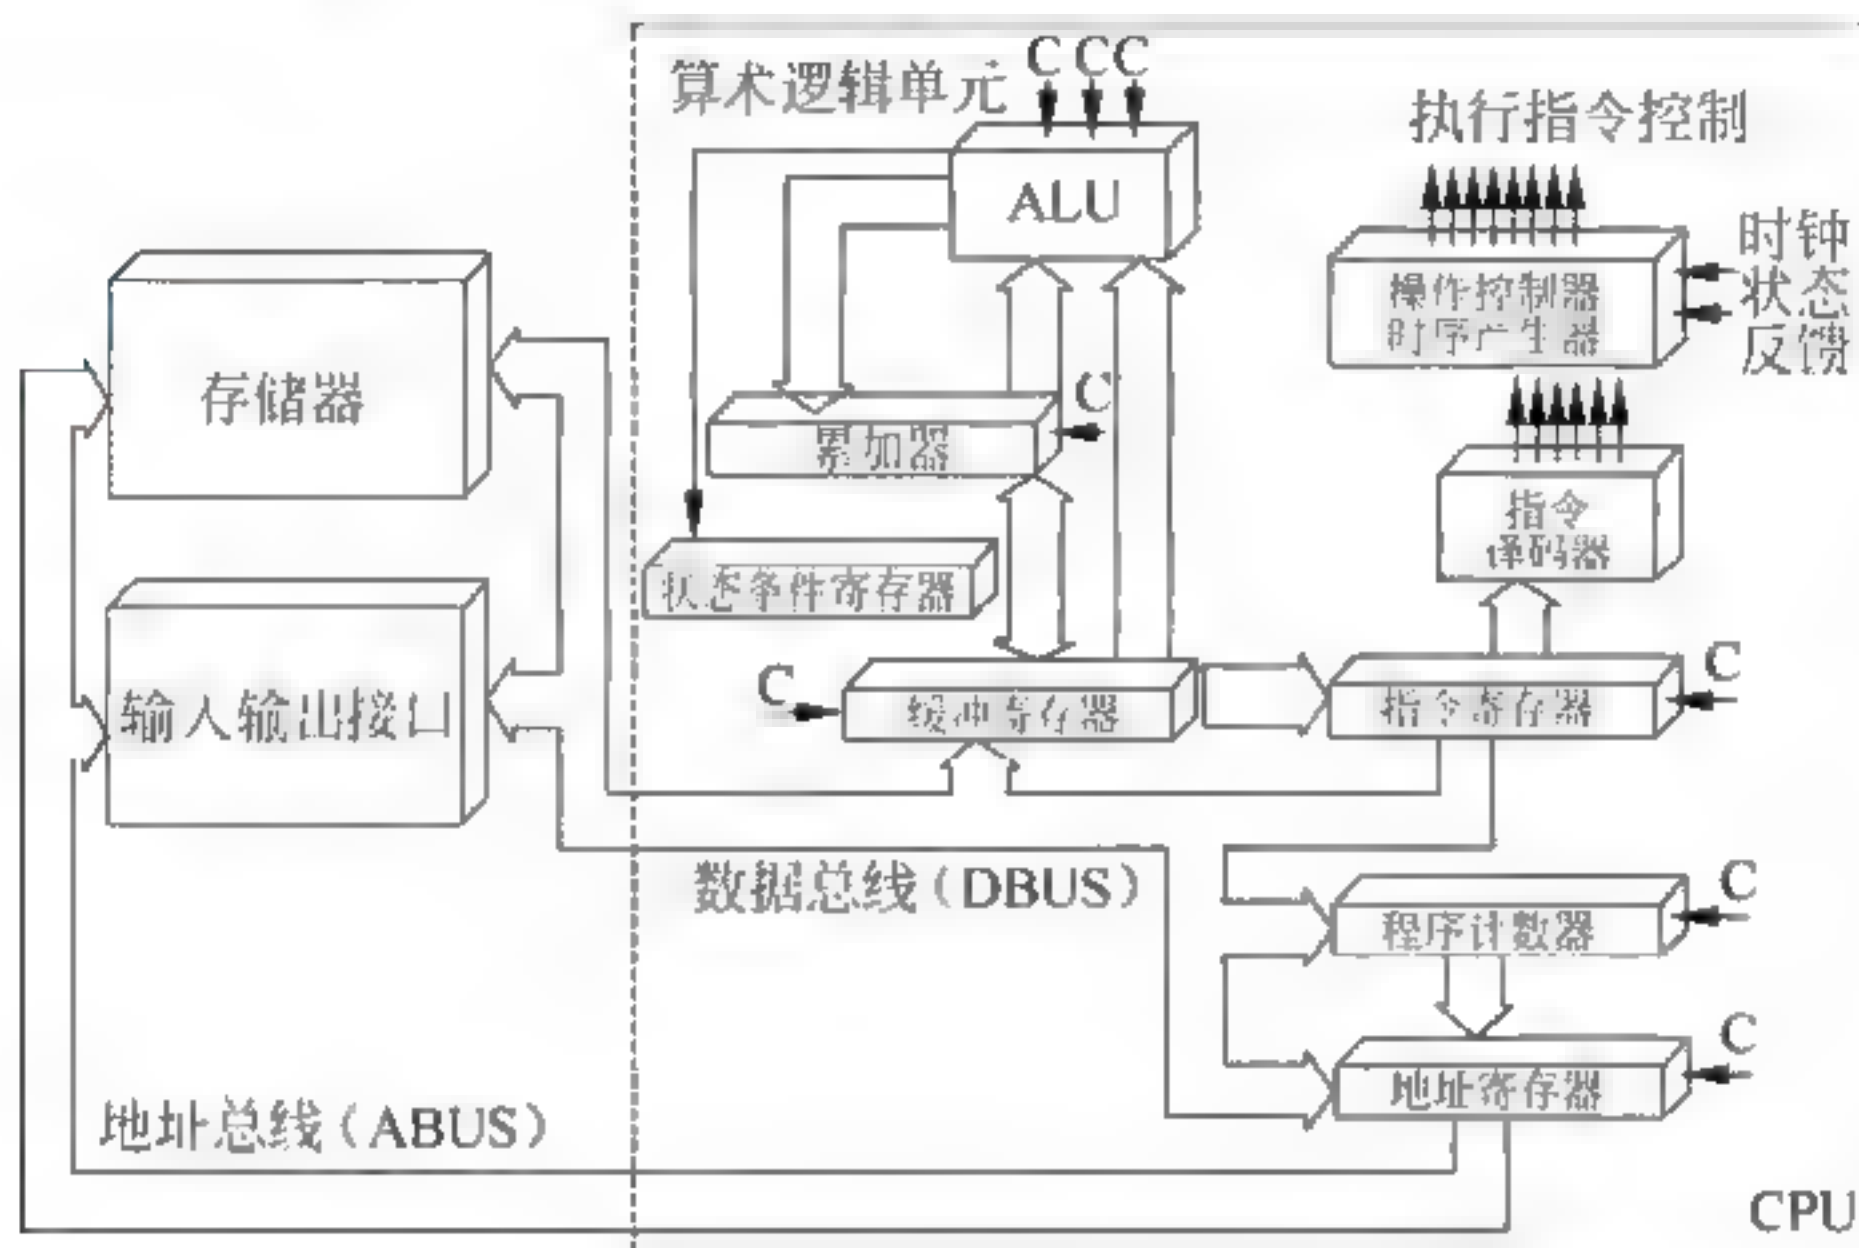 算术逻辑单元
C CC
执行指令控制
ALU
时钟
状态
反馈
操作控制器
时序产生器
存储器
C
累加器
指令
译码器
状态条件寄存器
C
缓冲寄存器
指令寄存器
C
输入输出接口
数据总线(DBUS)
C
程序计数器
C
地址寄存器
地址总线(ABUS)
CPU